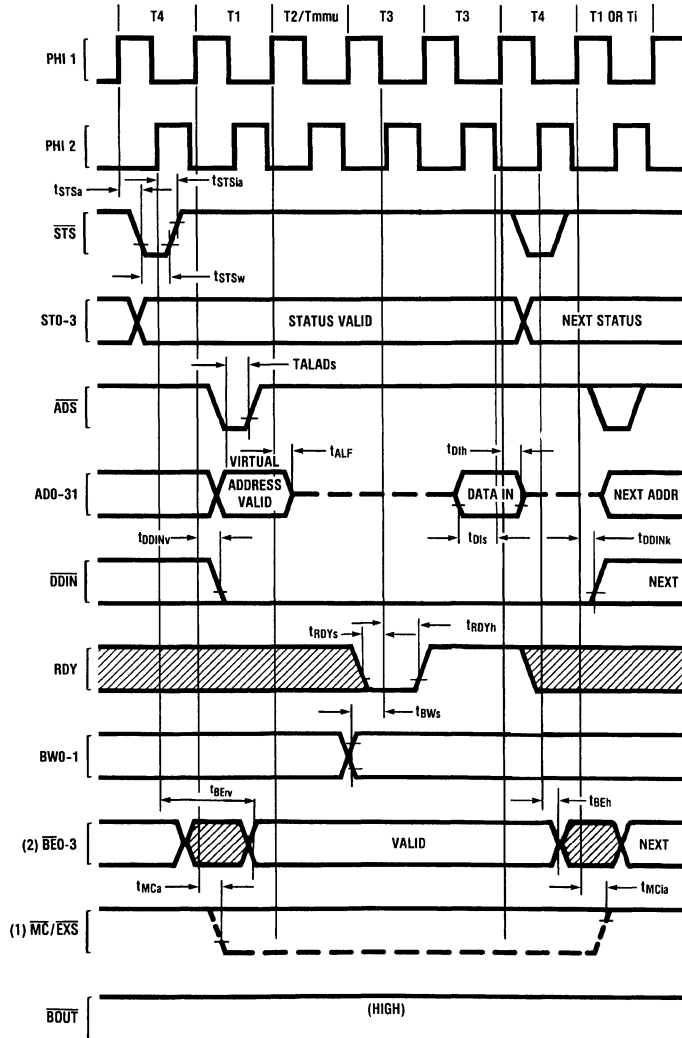 T4 T1 T2/Tmmu T3 T3 T4 T1 OR Ti
PHI 1
PHI 2
tSTSa tSTSia
STS
tSTSw
ST0-3 STATUS VALID NEXT STATUS
TALADs
ADS
tALF tDIh
AD0-31 VIRTUAL ADDRESS VALID DATA IN NEXT ADDR
tDDINv tDIs tDDINk
DDIN NEXT
tRDYs tRDYh
RDY
tBWs
BW0-1
tBErv tBEh
(2) BE0-3 VALID NEXT
tMCa tMCia
(1) MC/EXS
(HIGH)
BOUT